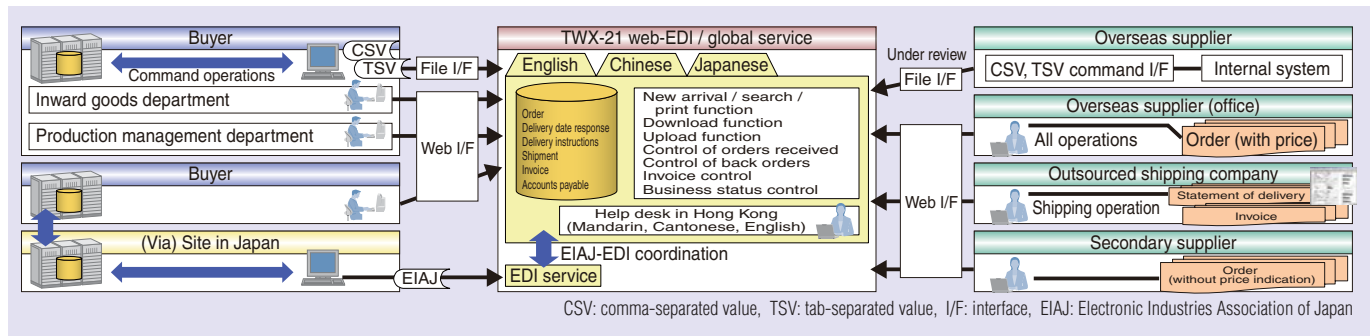 Buyer
CSV
TSV
Command operations
File I/F
Inward goods department
Production management department
Web I/F
Buyer
(Via) Site in Japan
EIAJ
TWX-21 web-EDI / global service
English
Chinese
Japanese
Order
Delivery date response
Delivery instructions
Shipment
Invoice
Accounts payable
New arrival / search /
print function
Download function
Upload function
Control of orders received
Control of back orders
Invoice control
Business status control
Help desk in Hong Kong
(Mandarin, Cantonese, English)
EIAJ-EDI coordination
EDI service
Under review
File I/F
Web I/F
Overseas supplier
CSV, TSV command I/F
Internal system
Overseas supplier (office)
All operations
Order (with price)
Outsourced shipping company
Statement of delivery
Shipping operation
Invoice
Secondary supplier
Order
(without price indication)
CSV: comma-separated value, TSV: tab-separated value, I/F: interface, EIAJ: Electronic Industries Association of Japan